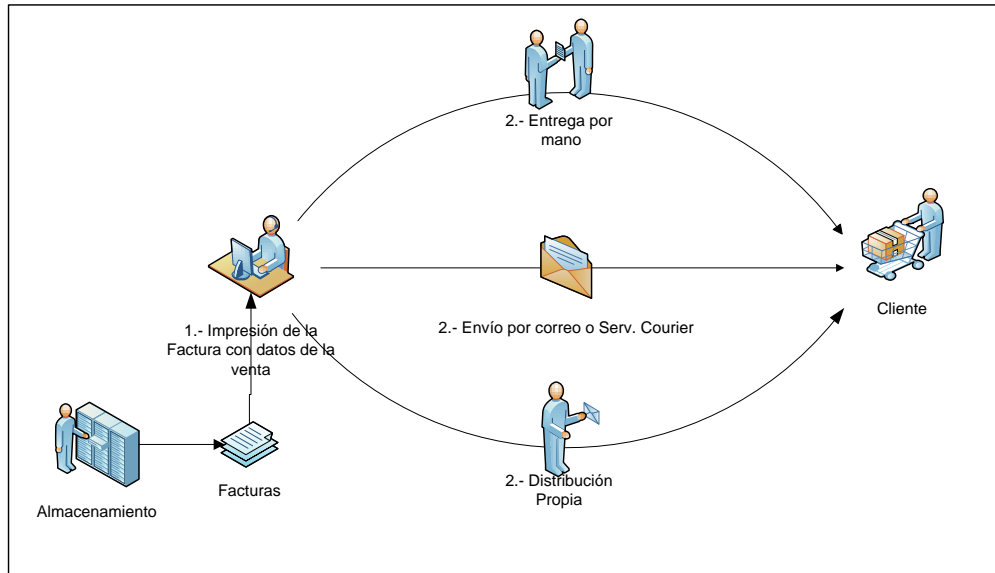 2.- Entrega por
mano
1.- Impresión de la
Factura con datos de la
venta
2.- Envío por correo o Serv. Courier
Cliente
2.- Distribución
Propia
Facturas
Almacenamiento